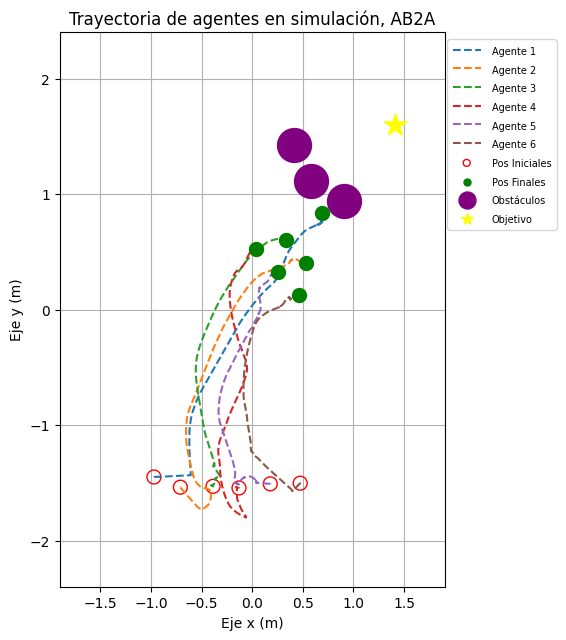 Trayectoria de agentes en simulación, AB2A
Agente 1
Agente 2
Agente 3
Agente 4
Agente 5
Agente 6
Pos Iniciales
Pos Finales
Obstáculos
Objetivo
Eje y (m)
2
1
0
−1
−2
−1.5 −1.0 −0.5 0.0 0.5 1.0 1.5
Eje x (m)